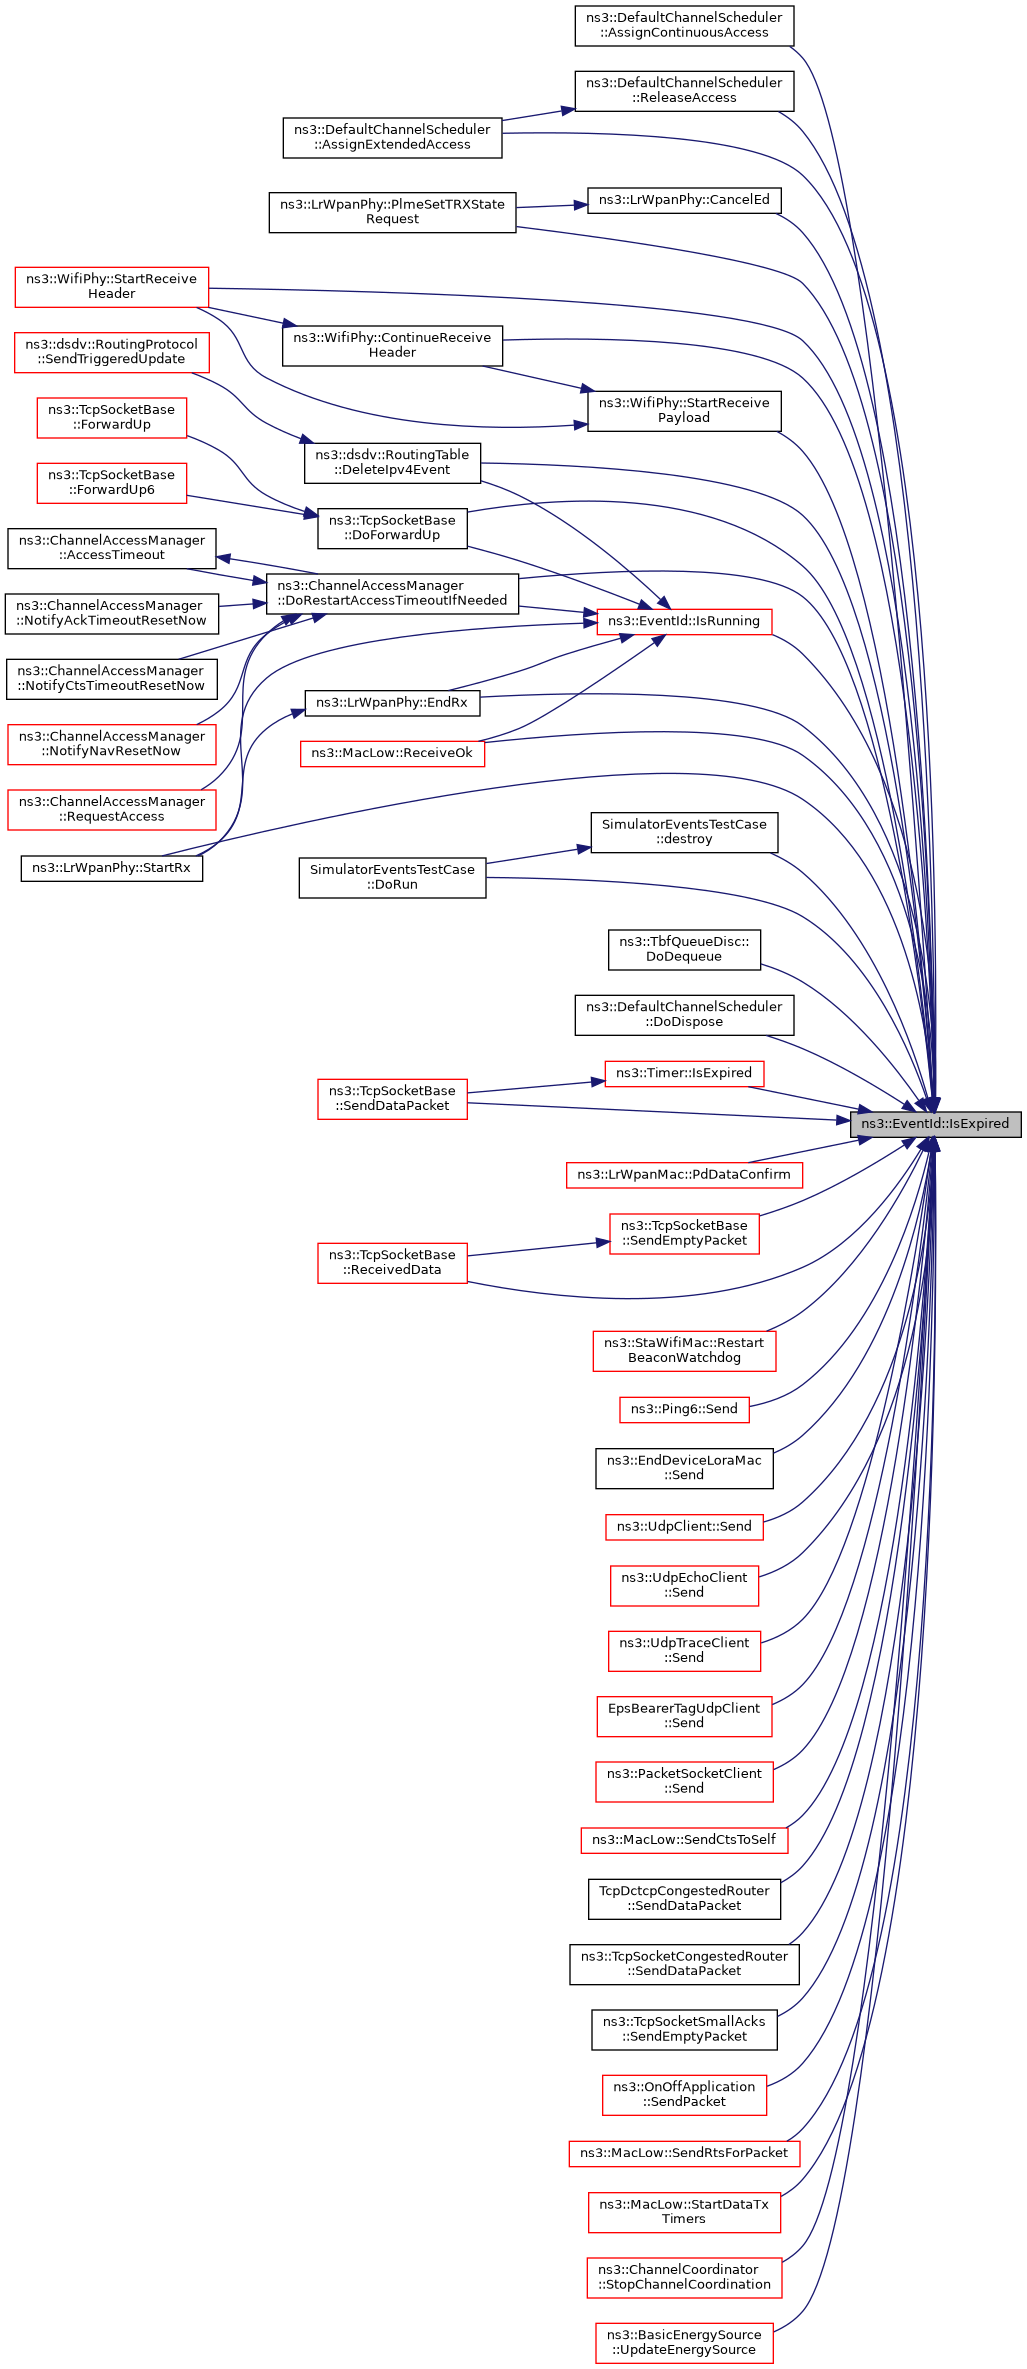 ns3::DefaultChannelScheduler
::AssignContinuousAccess
ns3::DefaultChannelScheduler
::ReleaseAccess
ns3::DefaultChannelScheduler
::AssignExtendedAccess
ns3::LrWpanPhy::CancelEd
ns3::LrWpanPhy::PlmeSetTRXState
Request
ns3::WifiPhy::StartReceive
Header
ns3::WifiPhy::ContinueReceive
Header
ns3::dsdv::RoutingProtocol
::SendTriggeredUpdate
ns3::WifiPhy::StartReceive
Payload
ns3::TcpSocketBase
::ForwardUp
ns3::dsdv::RoutingTable
::DeleteIpv4Event
ns3::TcpSocketBase
::ForwardUp6
ns3::TcpSocketBase
::DoForwardUp
ns3::ChannelAccessManager
::AccessTimeout
ns3::ChannelAccessManager
::DoRestartAccessTimeoutIfNeeded
ns3::ChannelAccessManager
::NotifyAckTimeoutResetNow
ns3::EventId::IsRunning
ns3::ChannelAccessManager
::NotifyCtsTimeoutResetNow
ns3::LrWpanPhy::EndRx
ns3::ChannelAccessManager
::NotifyNavResetNow
ns3::MacLow::ReceiveOk
ns3::ChannelAccessManager
::RequestAccess
SimulatorEventsTestCase
::destroy
ns3::LrWpanPhy::StartRx
SimulatorEventsTestCase
::DoRun
ns3::TbfQueueDisc::
DoDequeue
ns3::DefaultChannelScheduler
::DoDispose
ns3::Timer::IsExpired
ns3::TcpSocketBase
::SendDataPacket
ns3::EventId::IsExpired
ns3::LrWpanMac::PdDataConfirm
ns3::TcpSocketBase
::SendEmptyPacket
ns3::TcpSocketBase
::ReceivedData
ns3::StaWifiMac::Restart
BeaconWatchdog
ns3::Ping6::Send
ns3::EndDeviceLoraMac
::Send
ns3::UdpClient::Send
ns3::UdpEchoClient
::Send
ns3::UdpTraceClient
::Send
EpsBearerTagUdpClient
::Send
ns3::PacketSocketClient
::Send
ns3::MacLow::SendCtsToSelf
TcpDctcpCongestedRouter
::SendDataPacket
ns3::TcpSocketCongestedRouter
::SendDataPacket
ns3::TcpSocketSmallAcks
::SendEmptyPacket
ns3::OnOffApplication
::SendPacket
ns3::MacLow::SendRtsForPacket
ns3::MacLow::StartDataTx
Timers
ns3::ChannelCoordinator
::StopChannelCoordination
ns3::BasicEnergySource
::UpdateEnergySource